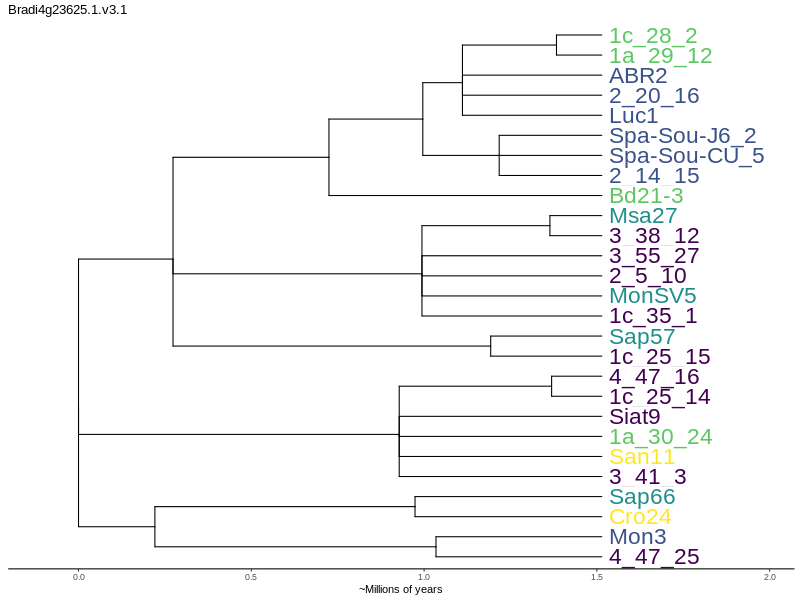 Bradi4g23625.1.v3.1
1c_28_2
1a_29_12
ABR2
2_20_16
Luc1
Spa-Sou-J6_2
Spa-Sou-CU_5
2_14_15
Bd21-3
Msa27
3_38_12
3_55_27
2_5_10
MonSV5
1c_35_1
Sap57
1c_25_15
4_47_16
1c_25_14
Siat9
1a_30_24
San11
3_41_3
Sap66
Cro24
Mon3
4_47_25
0.0 0.5 1.0 1.5 2.0
~Millions of years